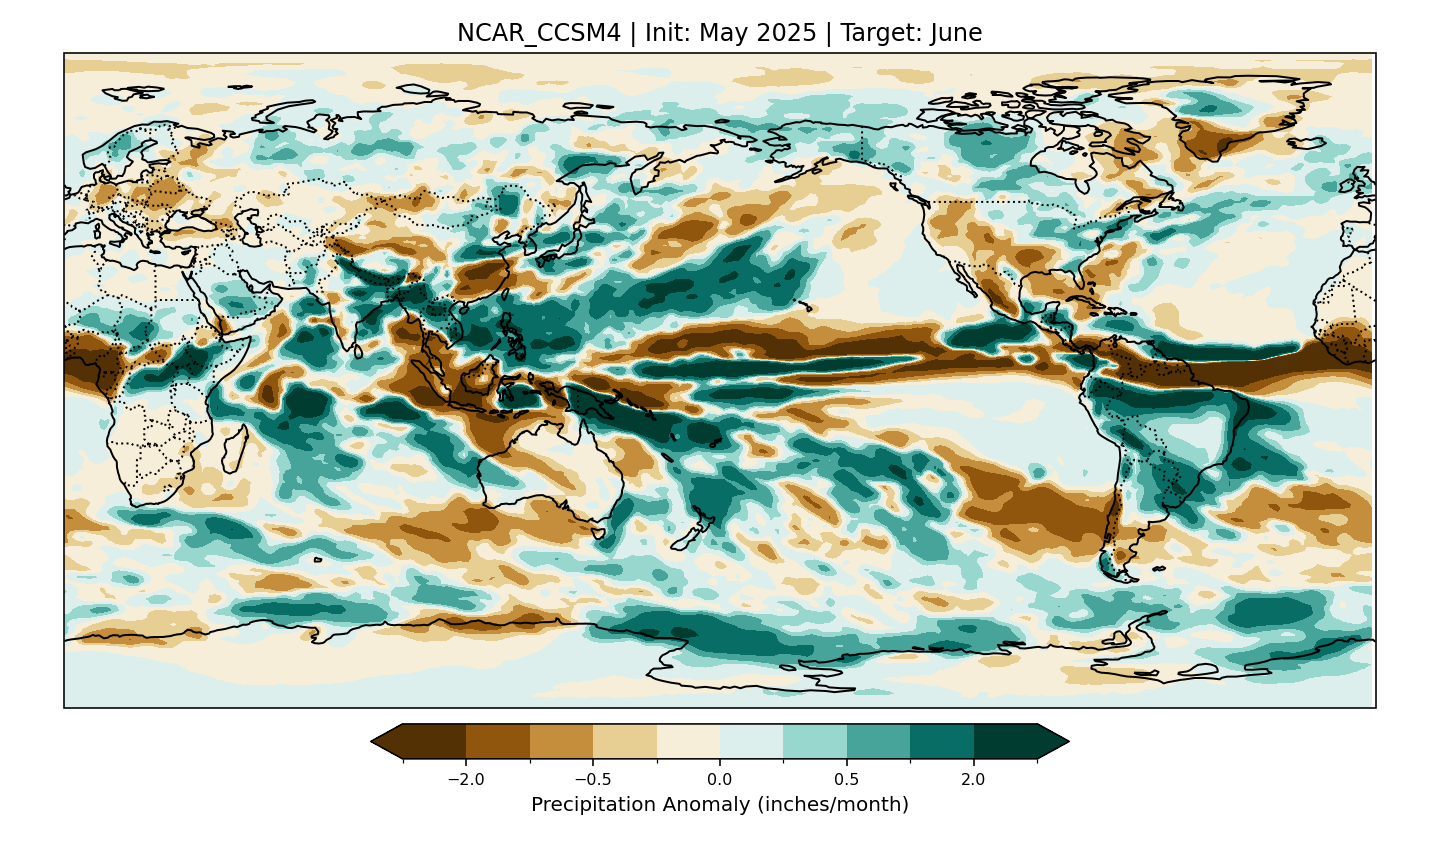 NCAR_CCSM4 | Init: May 2025 | Target: June
−2.0 −0.5 0.0 0.5 2.0
Precipitation Anomaly (inches/month)